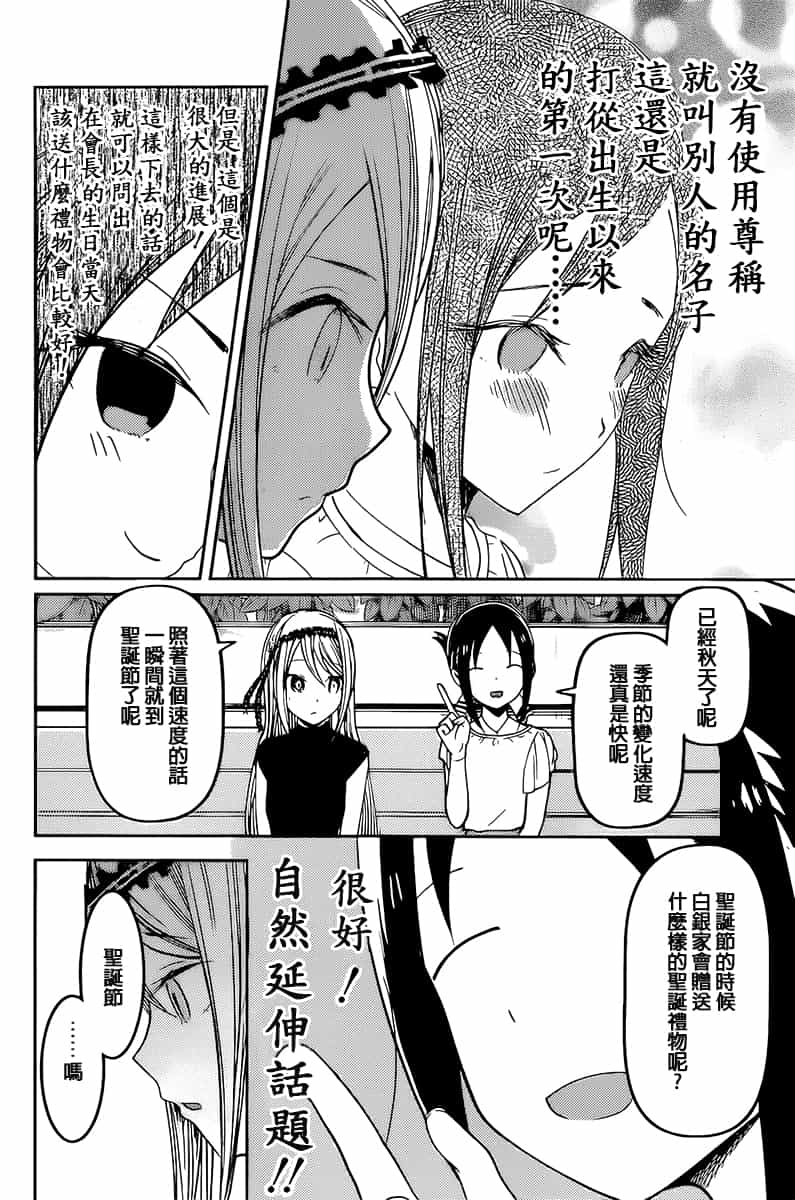 沒有使用尊稱
就叫別人的名子
這還是
打從出生以來
的第一次呢………
但是這個是
很大的進展
這樣下去的話
就可以問出
在會長的生日當天
該送什麼禮物會比較好！！
已經秋天了呢
季節的變化速度
還真是快呢
照著這個速度的話
一瞬間就到
聖誕節了呢
聖誕節的時候
白銀家會贈送
什麼樣的聖誕禮物呢？
很好！
自然延伸話題！！
聖誕節
……嗎